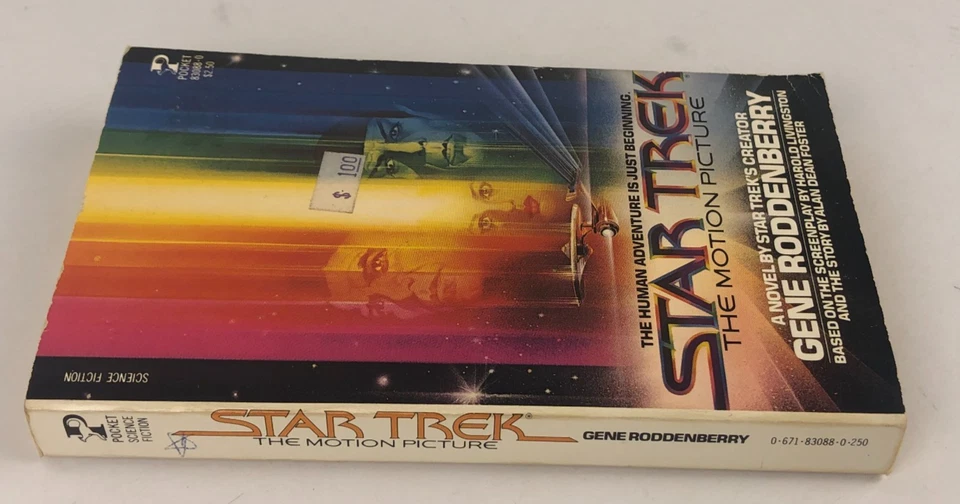 POCKET
83088-0
$2.50
$ 1.00
SCIENCE FICTION
THE HUMAN ADVENTURE IS JUST BEGINNING.
STAR TREK®
THE MOTION PICTURE
A NOVEL BY STAR TREK'S CREATOR
GENE RODDENBERRY
BASED ON THE SCREENPLAY BY HAROLD LIVINGSTON
AND THE STORY BY ALAN DEAN FOSTER
POCKET
SCIENCE
FICTION
STAR TREK®
THE MOTION PICTURE
GENE RODDENBERRY
0-671-83088-0-250